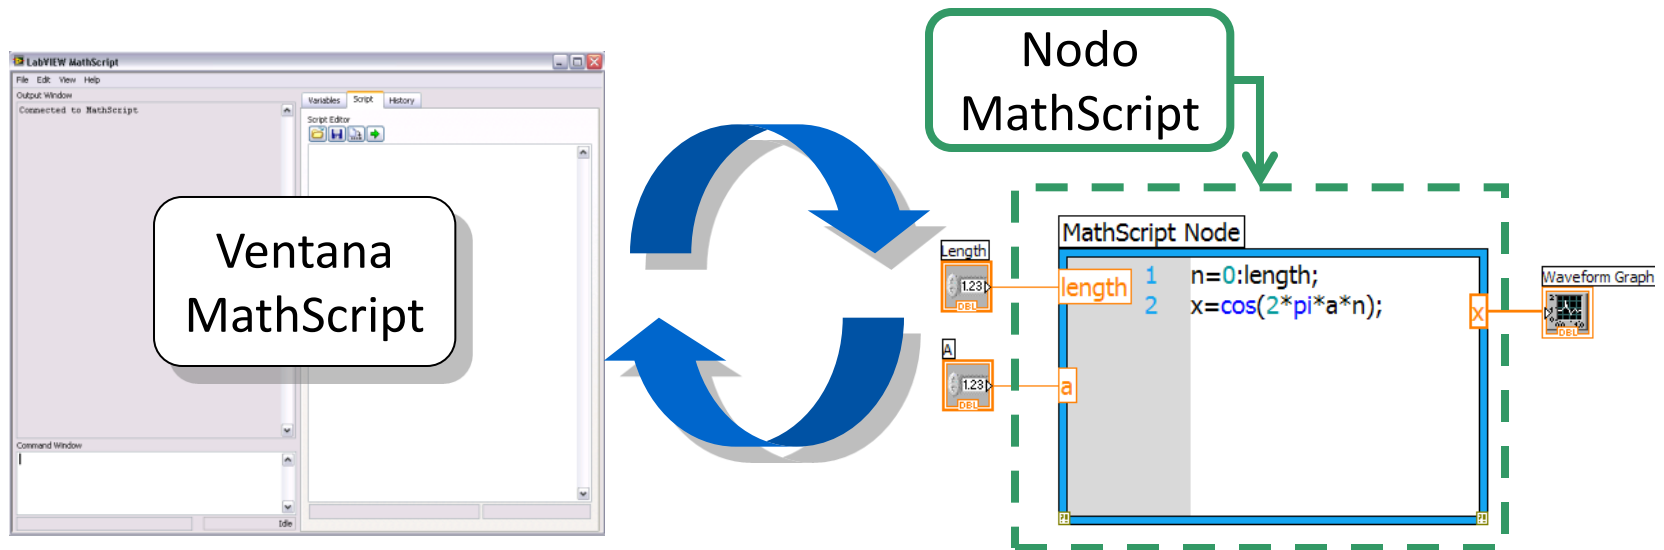 LabVIEW MathScript
File Edit View Help
Output Window
Connected to MathScript
Variables Script History
Script Editor
Command Window
Idle
Ventana
MathScript
Nodo
MathScript
Length
1.23
DBL
A
1.23
DBL
MathScript Node
length
a
1 n=0:length;
2 x=cos(2*pi*a*n);
x
Waveform Graph
DBL